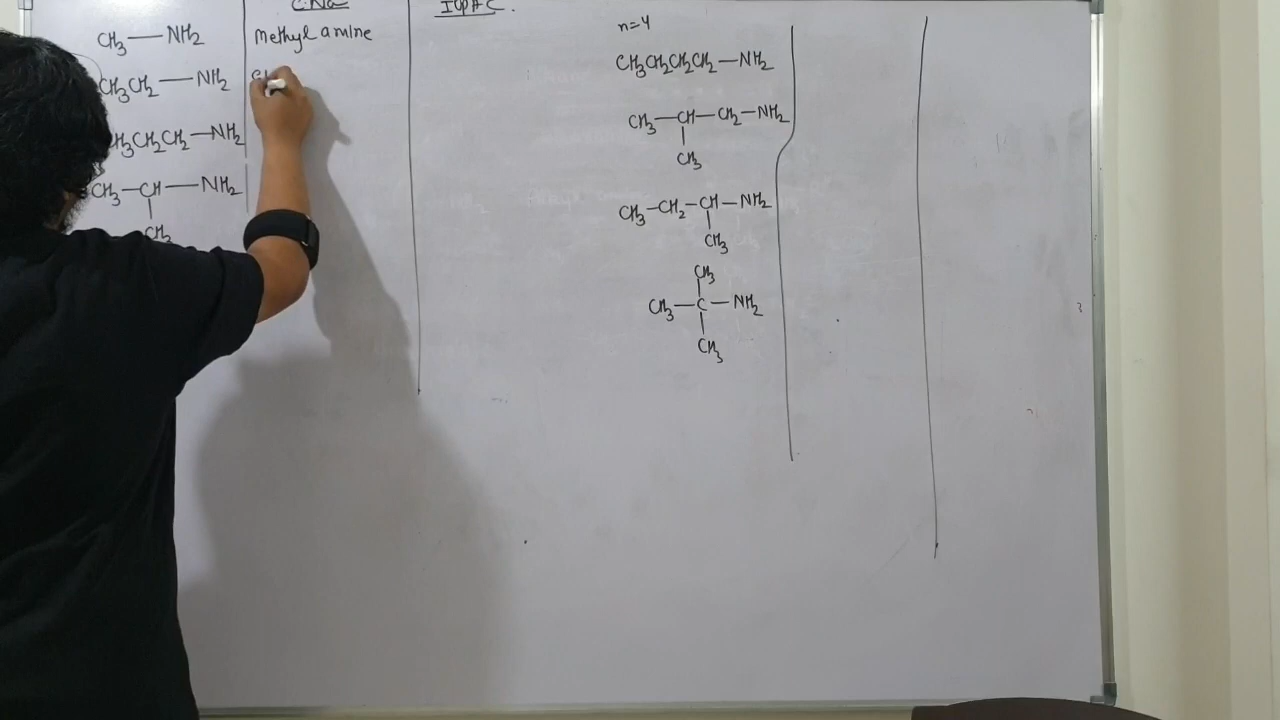 C.Na
IUPAC.
CH₃—NH₂
Methyl amine
CH₃CH₂—NH₂
H₃CH₂CH₂—NH₂
CH₃—CH—NH₂
|
CH₃
n=4
CH₃CH₂CH₂CH₂—NH₂
CH₃—CH—CH₂—NH₂
|
CH₃
CH₃—CH₂—CH—NH₂
|
CH₃
CH₃
|
CH₃—C—NH₂
|
CH₃